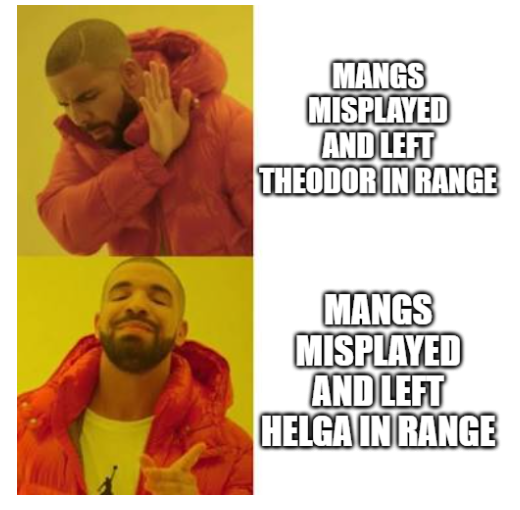 MANGS
MISPLAYED
AND LEFT
THEODOR IN RANGE
MANGS
MISPLAYED
AND LEFT
HELGA IN RANGE